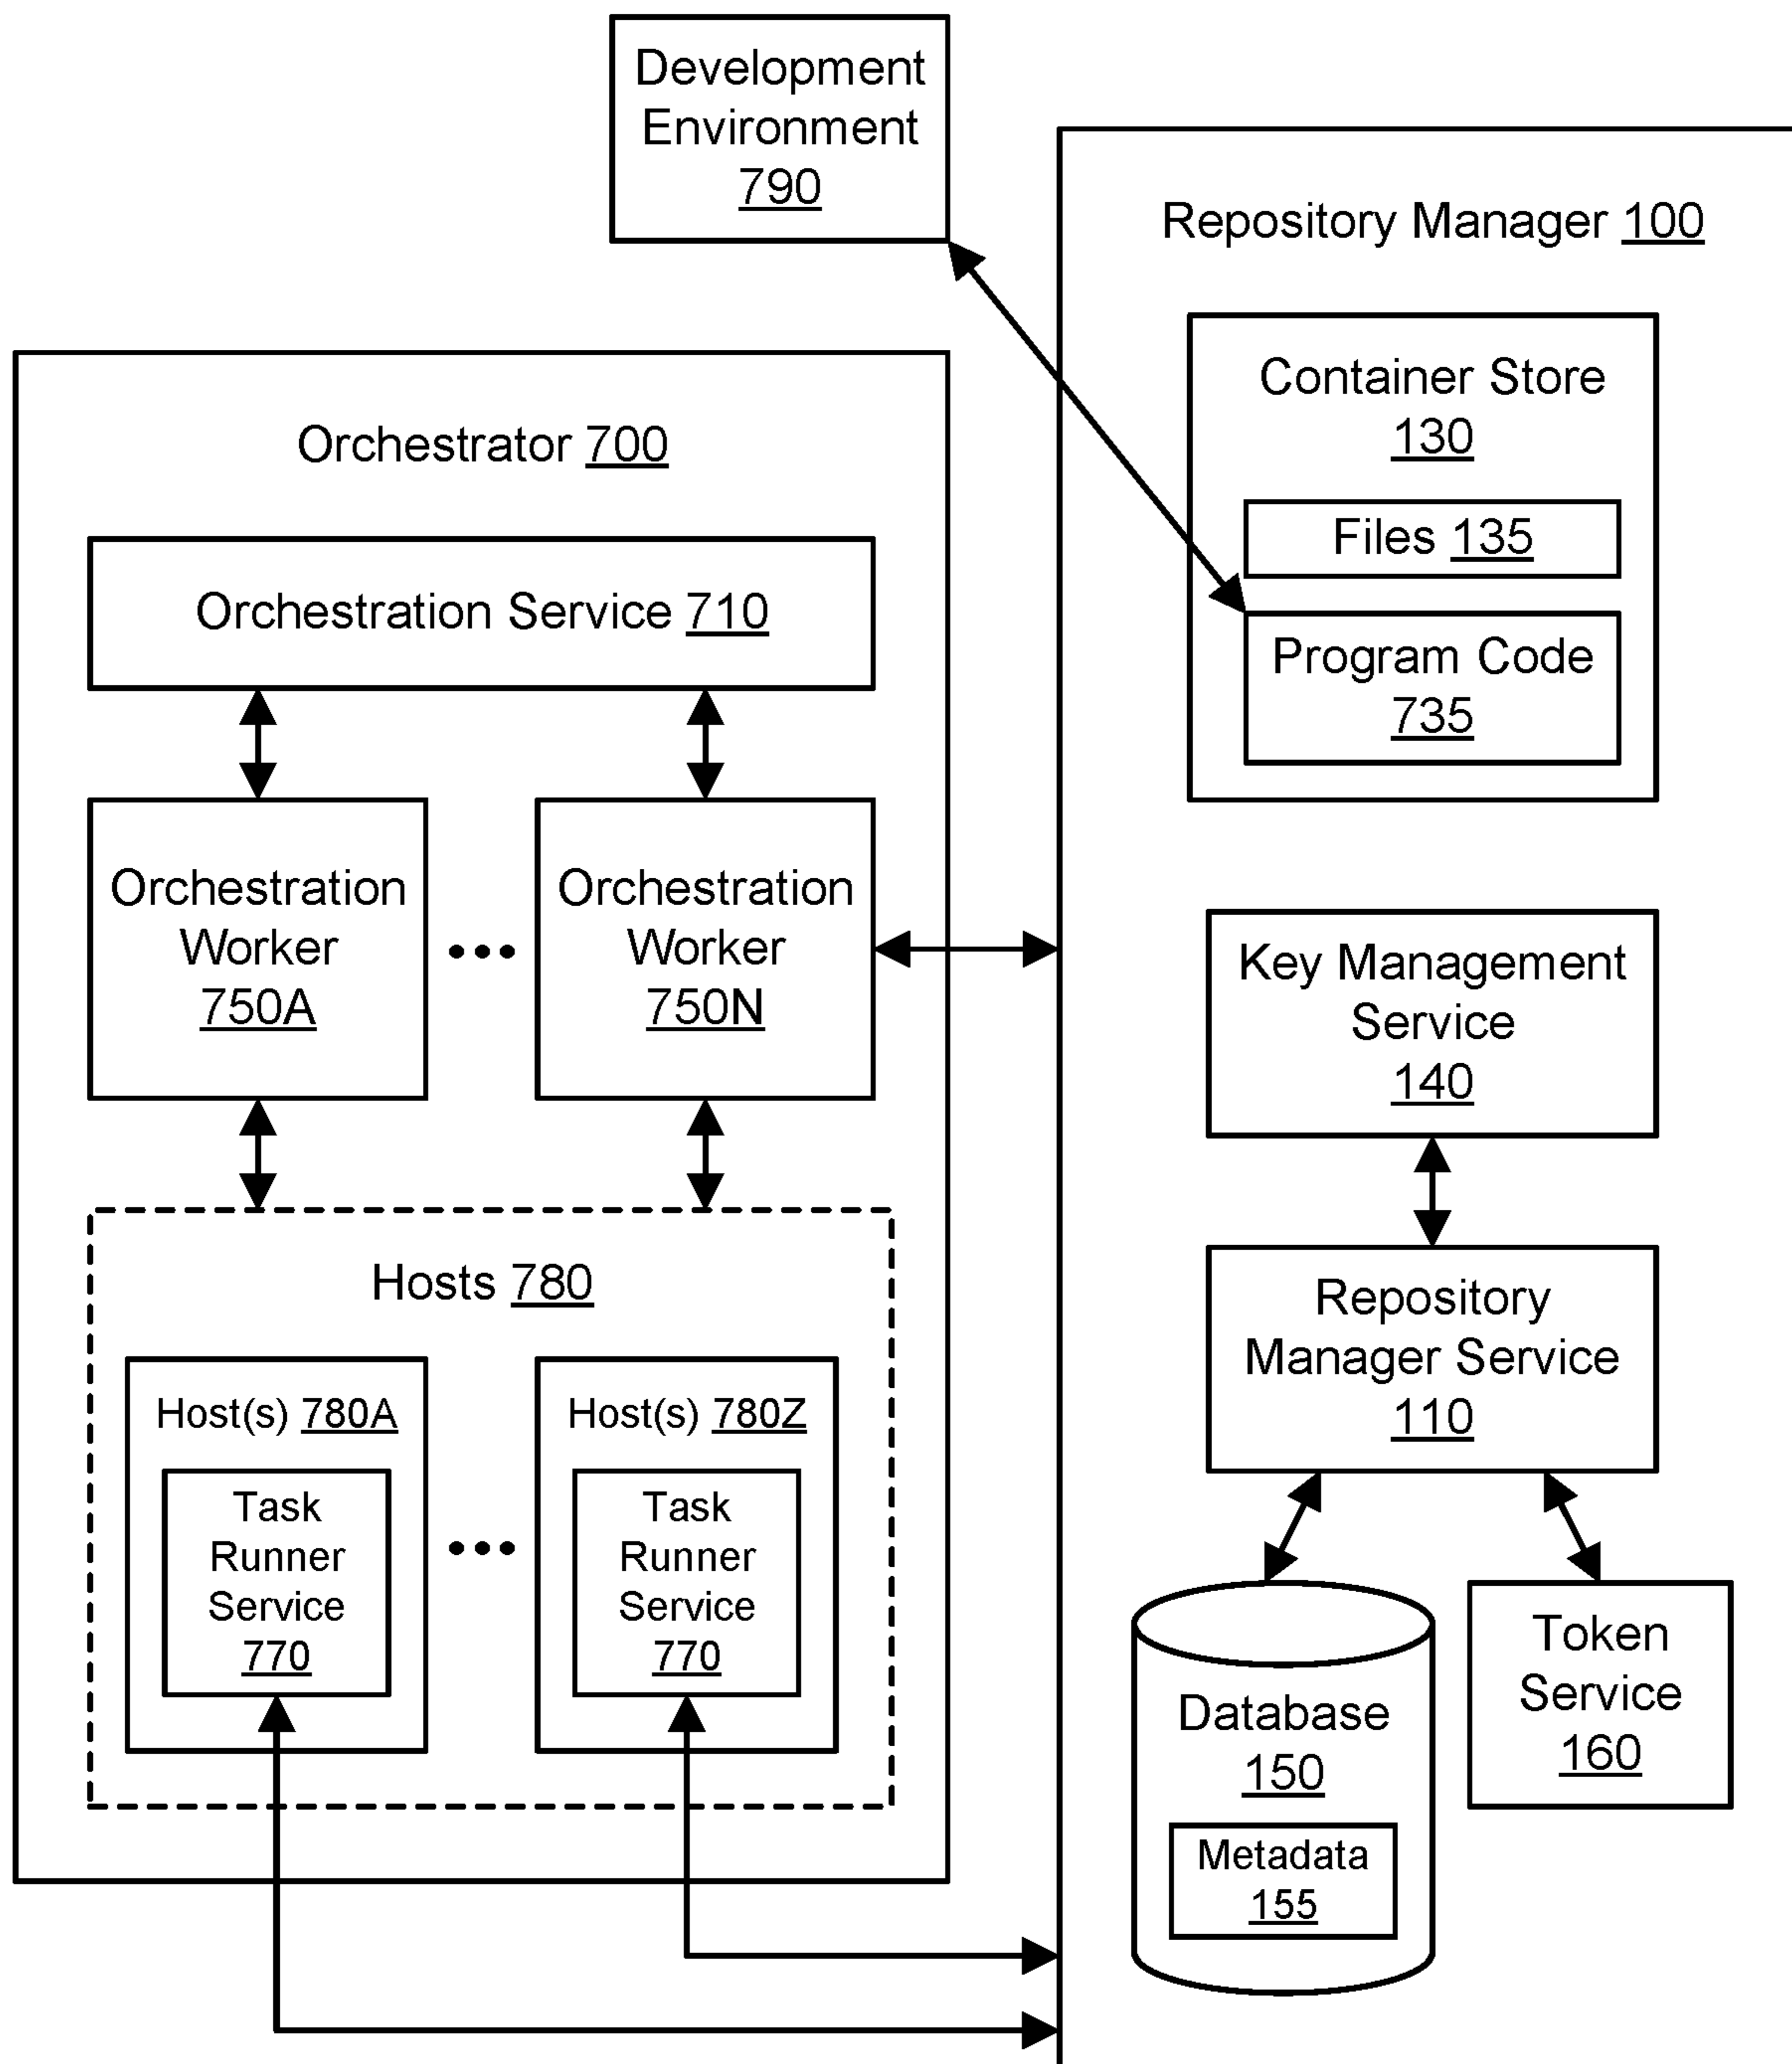 Development
Environment
790
Repository Manager 100
Container Store
130
Files 135
Program Code
735
Orchestrator 700
Orchestration Service 710
Orchestration
Worker
750A
Orchestration
Worker
750N
Key Management
Service
140
Repository
Manager Service
110
Hosts 780
Host(s) 780A
Task
Runner
Service
770
Host(s) 780Z
Task
Runner
Service
770
Database
150
Metadata
155
Token
Service
160